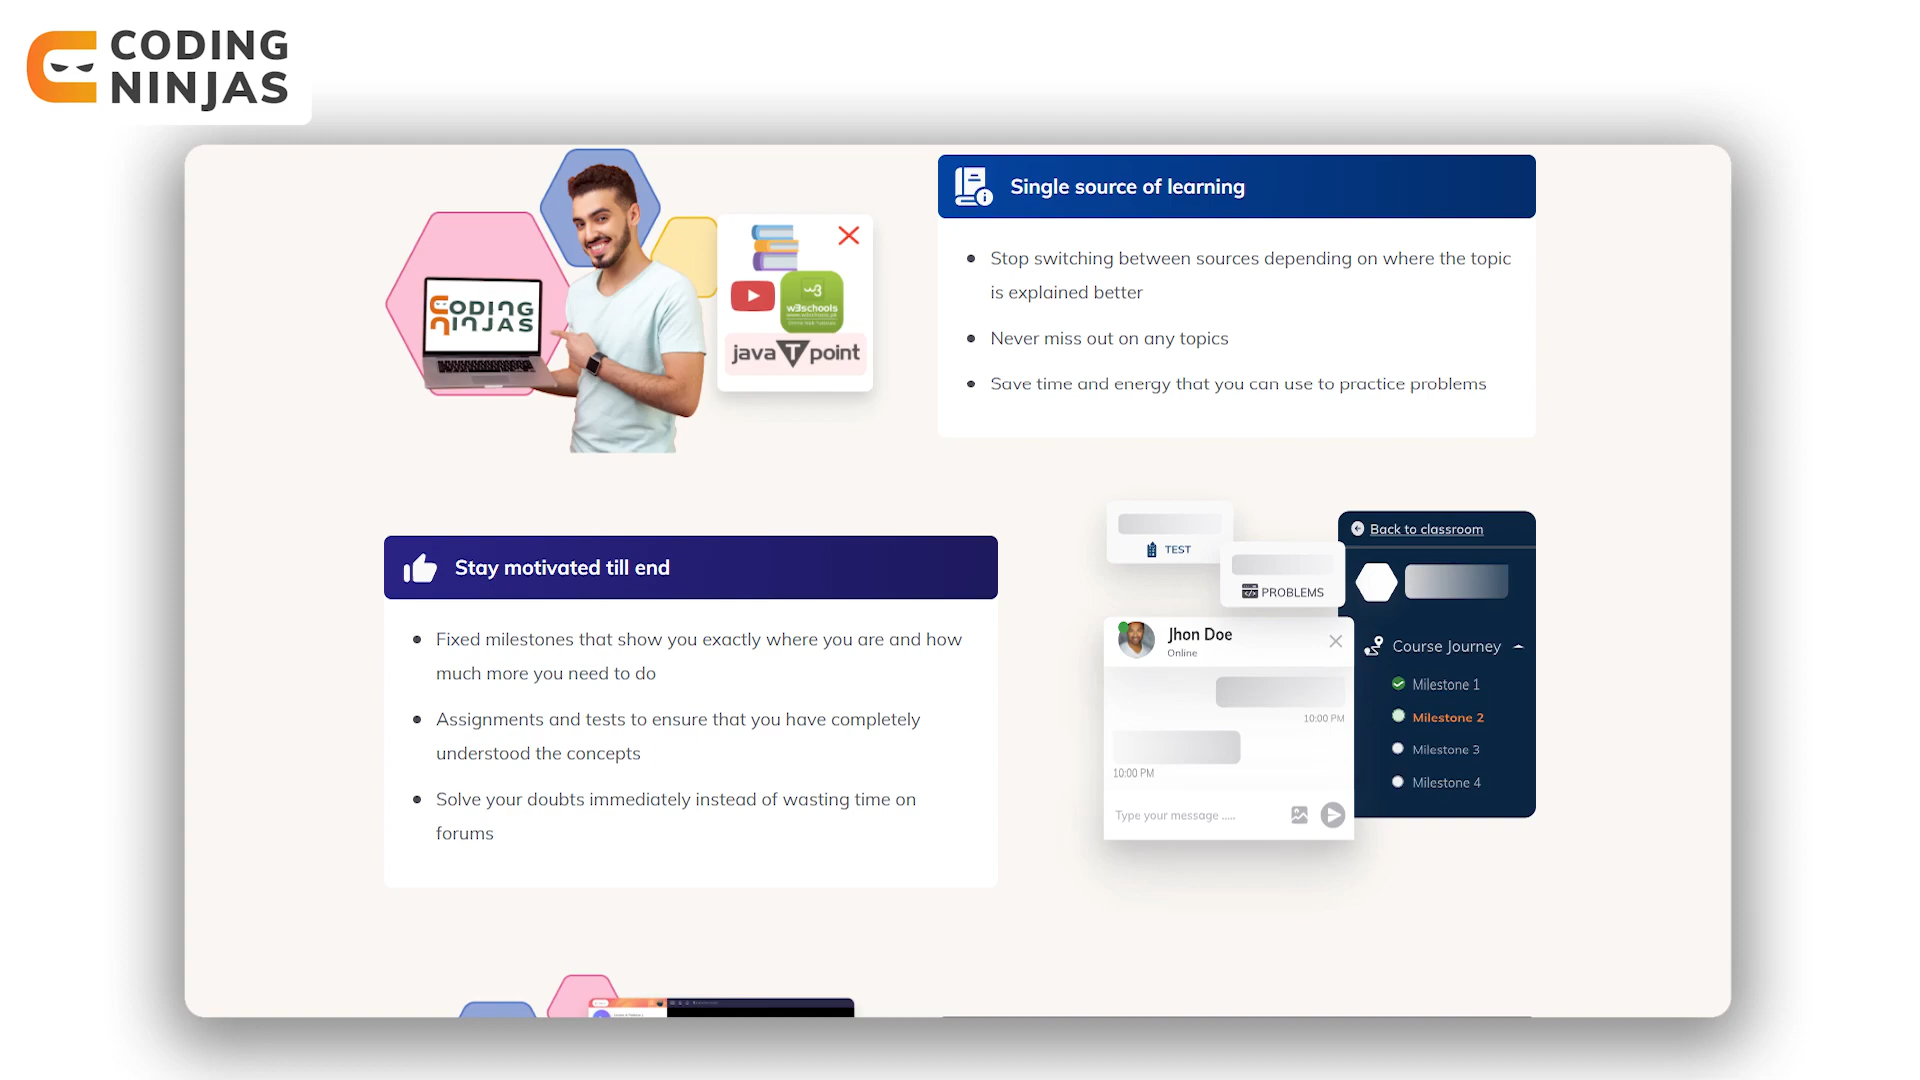 CODING
NINJAS
CODING
NINJAS
w3schools
java T point
Single source of learning
Stop switching between sources depending on where the topic
is explained better
Never miss out on any topics
Save time and energy that you can use to practice problems
Stay motivated till end
Fixed milestones that show you exactly where you are and how
much more you need to do
Assignments and tests to ensure that you have completely
understood the concepts
Solve your doubts immediately instead of wasting time on
forums
TEST
PROBLEMS
Jhon Doe
Online
10:00 PM
10:00 PM
Type your message .....
Back to classroom
Course Journey
Milestone 1
Milestone 2
Milestone 3
Milestone 4